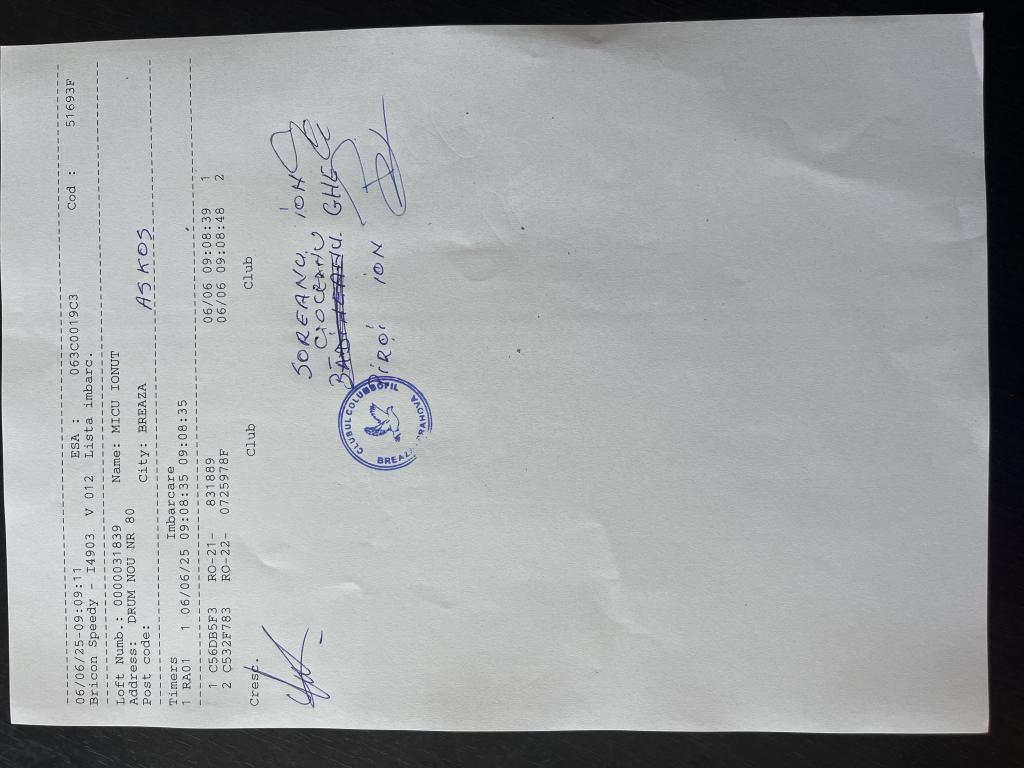 --------------------------------------------------------------------------------
06/06/25-09:09:11 ESA : 063C0019C3 Cod : 51693F
Bricon Speedy - I4903 V 012 Lista imbarc.
--------------------------------------------------------------------------------
Loft Numb.: 0000031839 Name: MICU IONUT
Address: DRUM NOU NR 80
Post code: City: BREAZA ASKOS
--------------------------------------------------------------------------------
Timers Imbarcare
1 RA01 1 06/06/25 09:08:35 09:08:35
--------------------------------------------------------------------------------
1 C56DB5F3 RO-21- 831889 06/06 09:08:39 1
2 C532F783 RO-22- 0725978F 06/06 09:08:48 2
Cresc. Club Club
SOREANU ION
CIOCEANU
GHE
PÎRÓI ION
CLUBUL COLUMBOFIL
BREAZA PRAHOVA